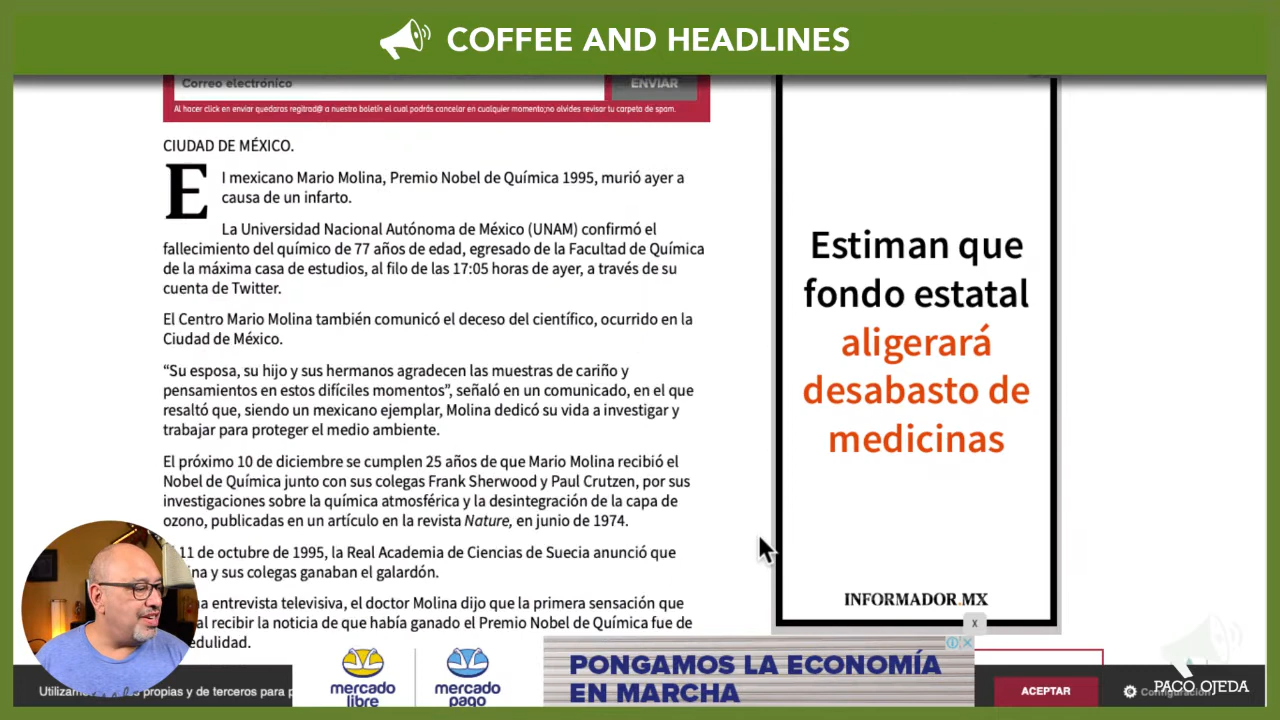 COFFEE AND HEADLINES
Correo electrónico
ENVIAR
Al hacer click en enviar quedaras regitrad@ a nuestro boletín el cual podrás cancelar en cualquier momento;no olvides revisar tu carpeta de spam.
CIUDAD DE MÉXICO.
El mexicano Mario Molina, Premio Nobel de Química 1995, murió ayer a
causa de un infarto.
La Universidad Nacional Autónoma de México (UNAM) confirmó el
fallecimiento del químico de 77 años de edad, egresado de la Facultad de Química
de la máxima casa de estudios, al filo de las 17:05 horas de ayer, a través de su
cuenta de Twitter.
El Centro Mario Molina también comunicó el deceso del científico, ocurrido en la
Ciudad de México.
“Su esposa, su hijo y sus hermanos agradecen las muestras de cariño y
pensamientos en estos difíciles momentos”, señaló en un comunicado, en el que
resaltó que, siendo un mexicano ejemplar, Molina dedicó su vida a investigar y
trabajar para proteger el medio ambiente.
El próximo 10 de diciembre se cumplen 25 años de que Mario Molina recibió el
Nobel de Química junto con sus colegas Frank Sherwood y Paul Crutzen, por sus
investigaciones sobre la química atmosférica y la desintegración de la capa de
ozono, publicadas en un artículo en la revista Nature, en junio de 1974.
11 de octubre de 1995, la Real Academia de Ciencias de Suecia anunció que
y sus colegas ganaban el galardón.
entrevista televisiva, el doctor Molina dijo que la primera sensación que
al recibir la noticia de que había ganado el Premio Nobel de Química fue de
Estiman que
fondo estatal
aligerará
desabasto de
medicinas
INFORMADOR.MX
X
mercado
libre
mercado
pago
PONGAMOS LA ECONOMÍA
EN MARCHA
propias y de terceros para
ACEPTAR
PACO OJEDA